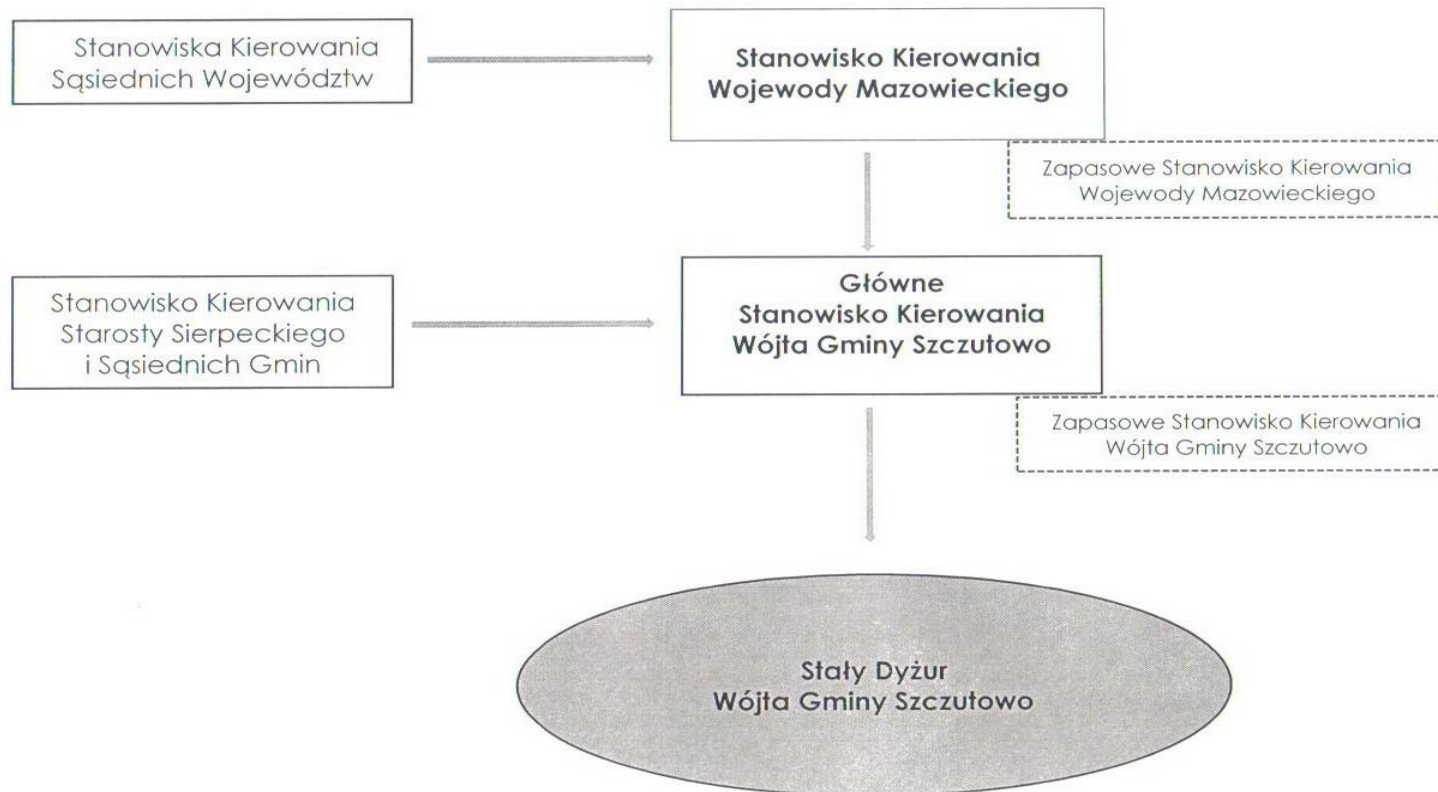 Stanowiska Kierowania
Sąsiednich Województw
Stanowisko Kierowania
Wojewody Mazowieckiego
Zapasowe Stanowisko Kierowania
Wojewody Mazowieckiego
Stanowisko Kierowania
Starosty Sierpeckiego
i Sąsiednich Gmin
Główne
Stanowisko Kierowania
Wójta Gminy Szczutowo
Zapasowe Stanowisko Kierowania
Wójta Gminy Szczutowo
Stały Dyżur
Wójta Gminy Szczutowo